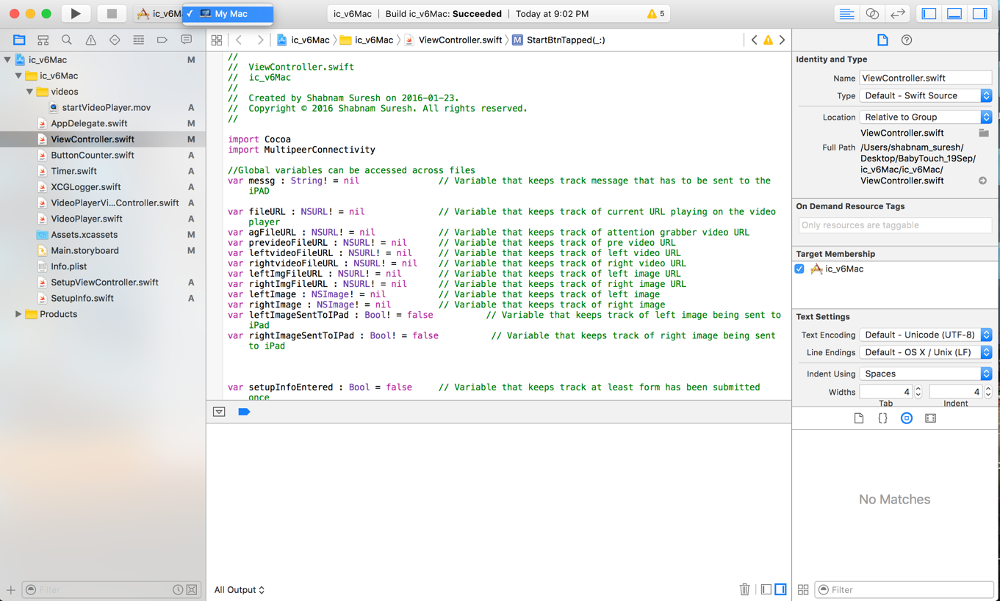 ic_v6Ma
✓ My Mac
ic_v6Mac | Build ic_v6Mac: Succeeded | Today at 9:02 PM
5
ic_v6Mac
ic_v6Mac
ViewController.swift
M
StartBtnTapped(_:)
ic_v6Mac M
ic_v6Mac
videos
startVideoPlayer.mov A
AppDelegate.swift M
ViewController.swift M
ButtonCounter.swift A
Timer.swift A
XCGLogger.swift A
VideoPlayerVi...Controller.swift A
VideoPlayer.swift A
Assets.xcassets M
Main.storyboard M
Info.plist
SetupViewController.swift A
SetupInfo.swift A
Products
Filter
//
//  ViewController.swift
//  ic_v6Mac
//
//  Created by Shabnam Suresh on 2016-01-23.
//  Copyright © 2016 Shabnam Suresh. All rights reserved.
//
import Cocoa
import MultipeerConnectivity
//Global variables can be accessed across files
var messg : String! = nil // Variable that keeps track message that has to be sent to the
iPAD
var fileURL : NSURL! = nil // Variable that keeps track of current URL playing on the video
player
var agFileURL : NSURL! = nil // Variable that keeps track of attention grabber video URL
var prevideoFileURL : NSURL! = nil // Variable that keeps track of pre video URL
var leftvideoFileURL : NSURL! = nil // Variable that keeps track of left video URL
var rightvideoFileURL : NSURL! = nil // Variable that keeps track of right video URL
var leftImgFileURL : NSURL! = nil // Variable that keeps track of left image URL
var rightImgFileURL : NSURL! = nil // Variable that keeps track of right image URL
var leftImage : NSImage! = nil // Variable that keeps track of left image
var rightImage : NSImage! = nil // Variable that keeps track of right image
var leftImageSentToIPad : Bool! = false // Variable that keeps track of left image being sent to
iPad
var rightImageSentToIPad : Bool! = false // Variable that keeps track of right image being sent
to iPad
var setupInfoEntered : Bool = false // Variable that keeps track at least form has been submitted
once
All Output
Identity and Type
Name ViewController.swift
Type Default - Swift Source
Location Relative to Group
ViewController.swift
Full Path /Users/shabnam_suresh/
Desktop/BabyTouch_19Sep/
ic_v6Mac/ic_v6Mac/
ViewController.swift
On Demand Resource Tags
Only resources are taggable
Target Membership
ic_v6Mac
Text Settings
Text Encoding Default - Unicode (UTF-8)
Line Endings Default - OS X / Unix (LF)
Indent Using Spaces
Widths 4 4
Tab Indent
{}
No Matches
Filter